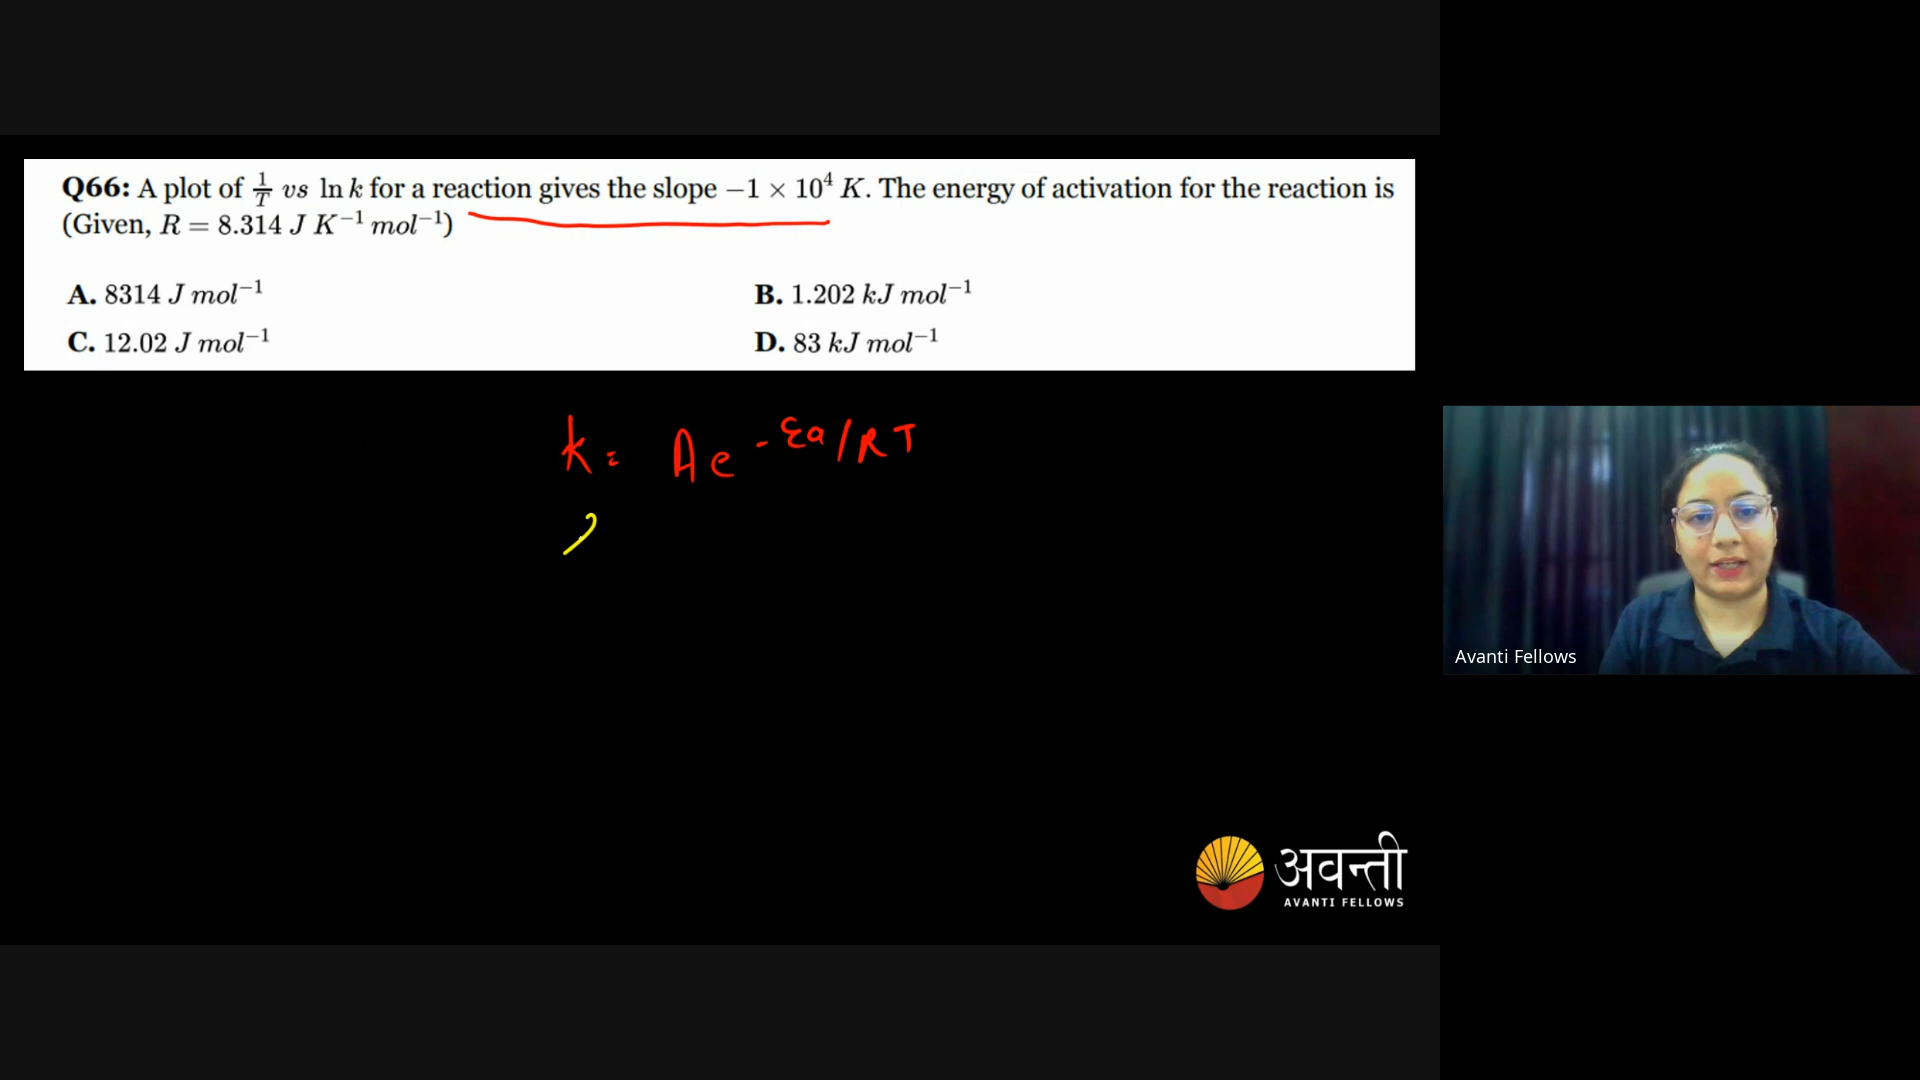 Q66: A plot of 1/T vs ln k for a reaction gives the slope −1 × 10⁴ K. The energy of activation for the reaction is
(Given, R = 8.314 J K⁻¹ mol⁻¹)
A. 8314 J mol⁻¹
B. 1.202 kJ mol⁻¹
C. 12.02 J mol⁻¹
D. 83 kJ mol⁻¹
k = A e^-Ea/RT
Avanti Fellows
अवन्ती
AVANTI FELLOWS